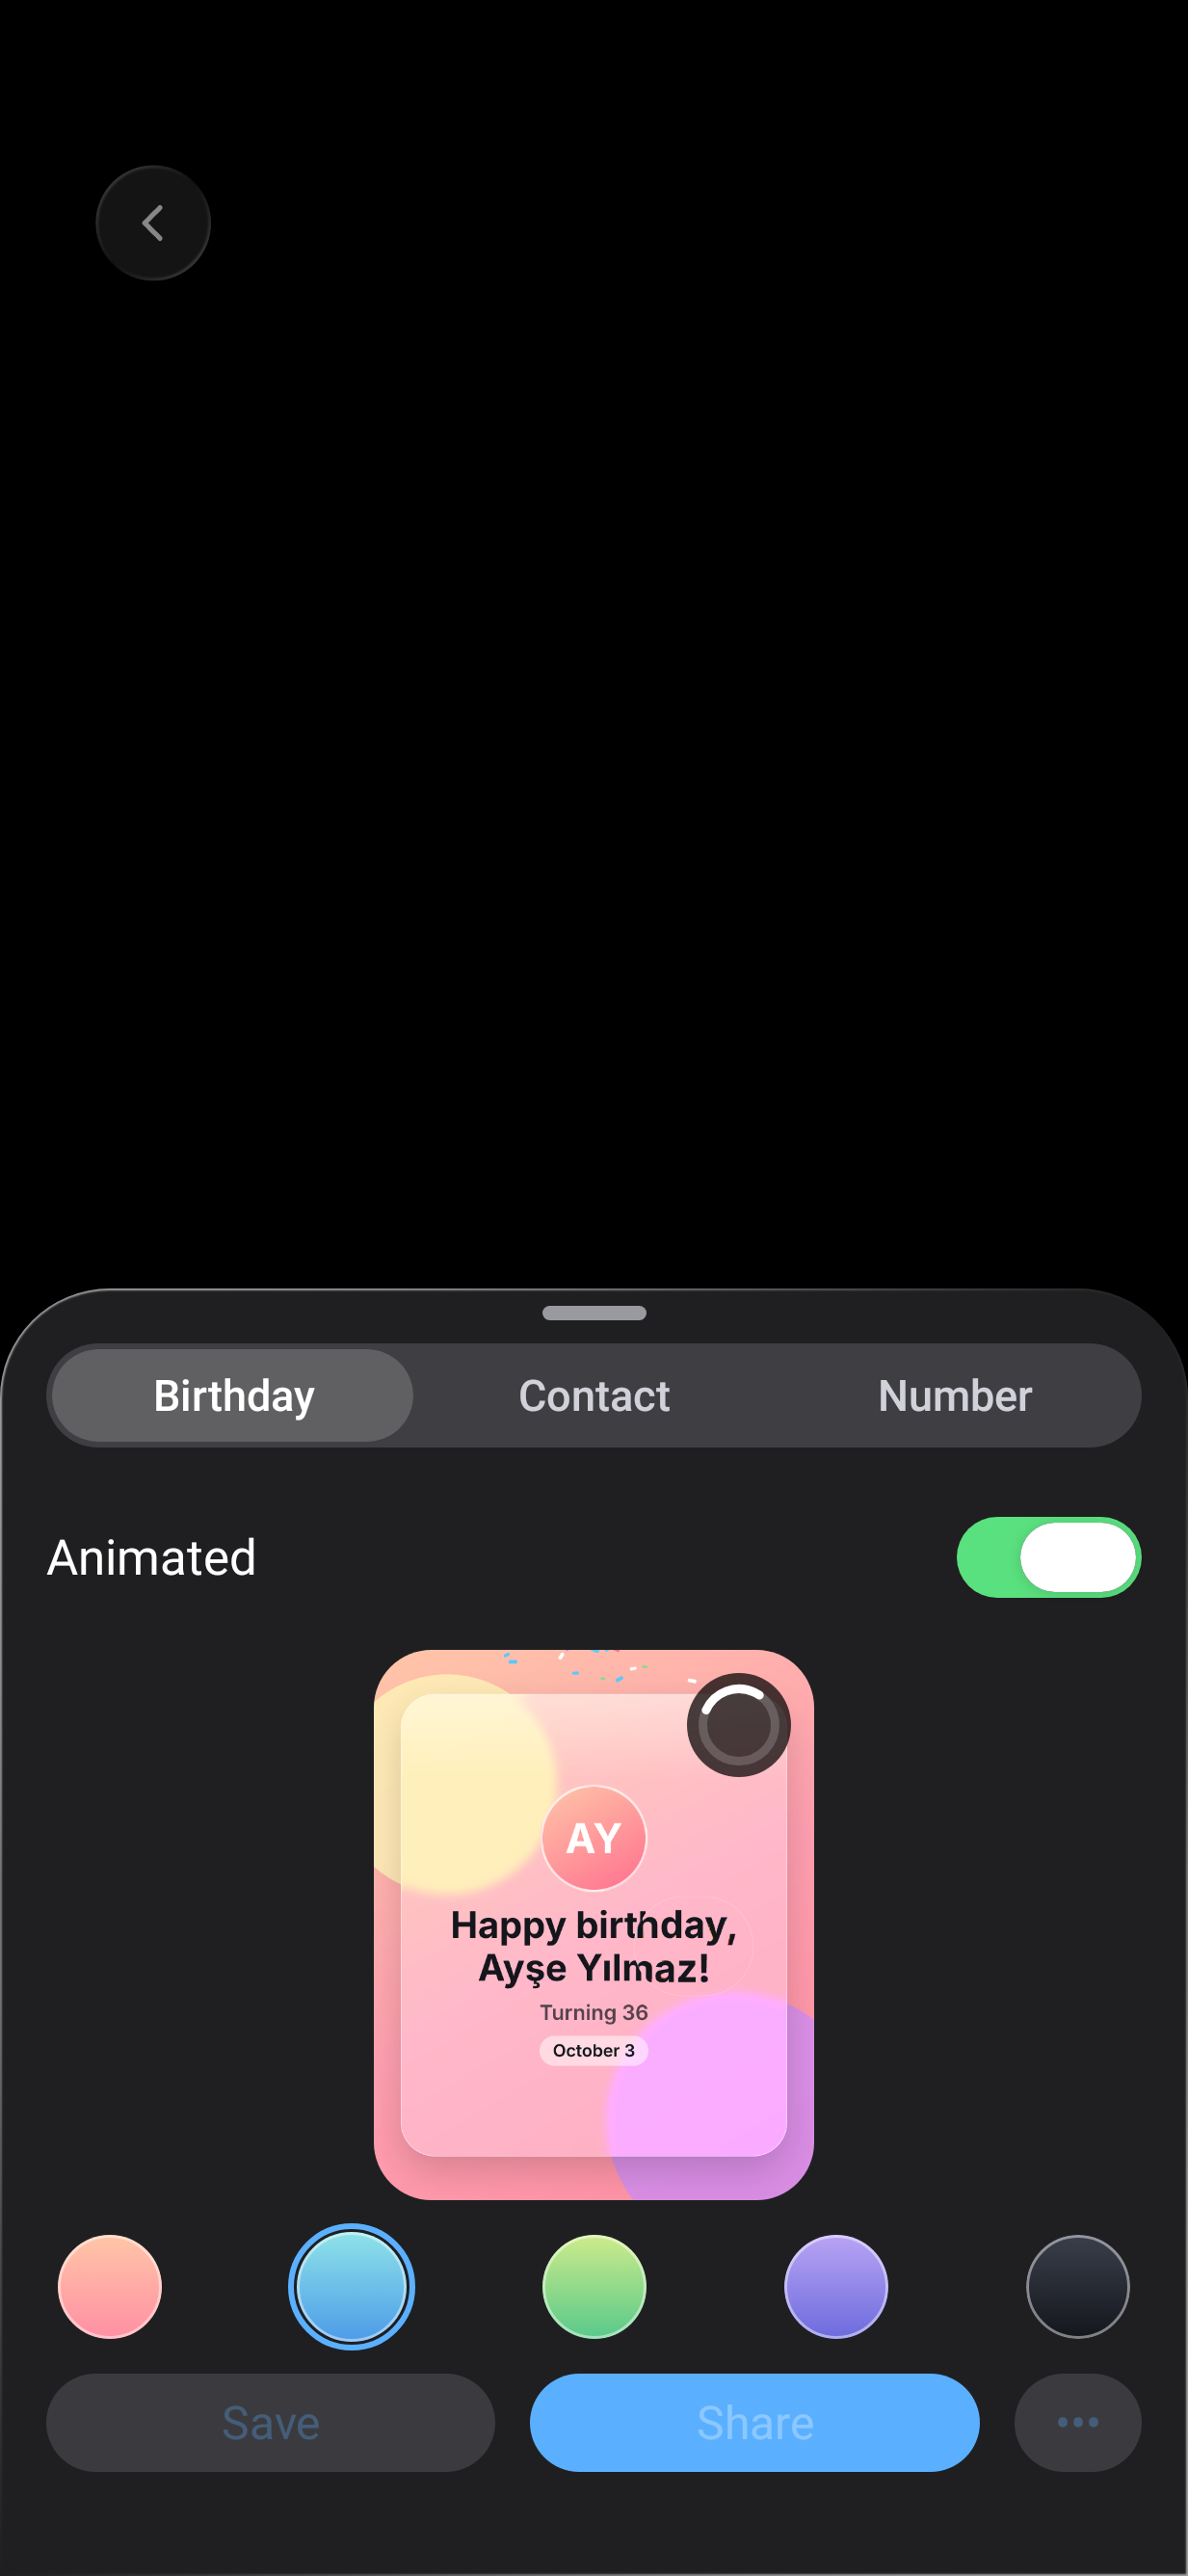 Birthday
Contact
Number
Animated
AY
Happy birthday,
Ayşe Yılmaz!
Turning 36
October 3
Save
Share